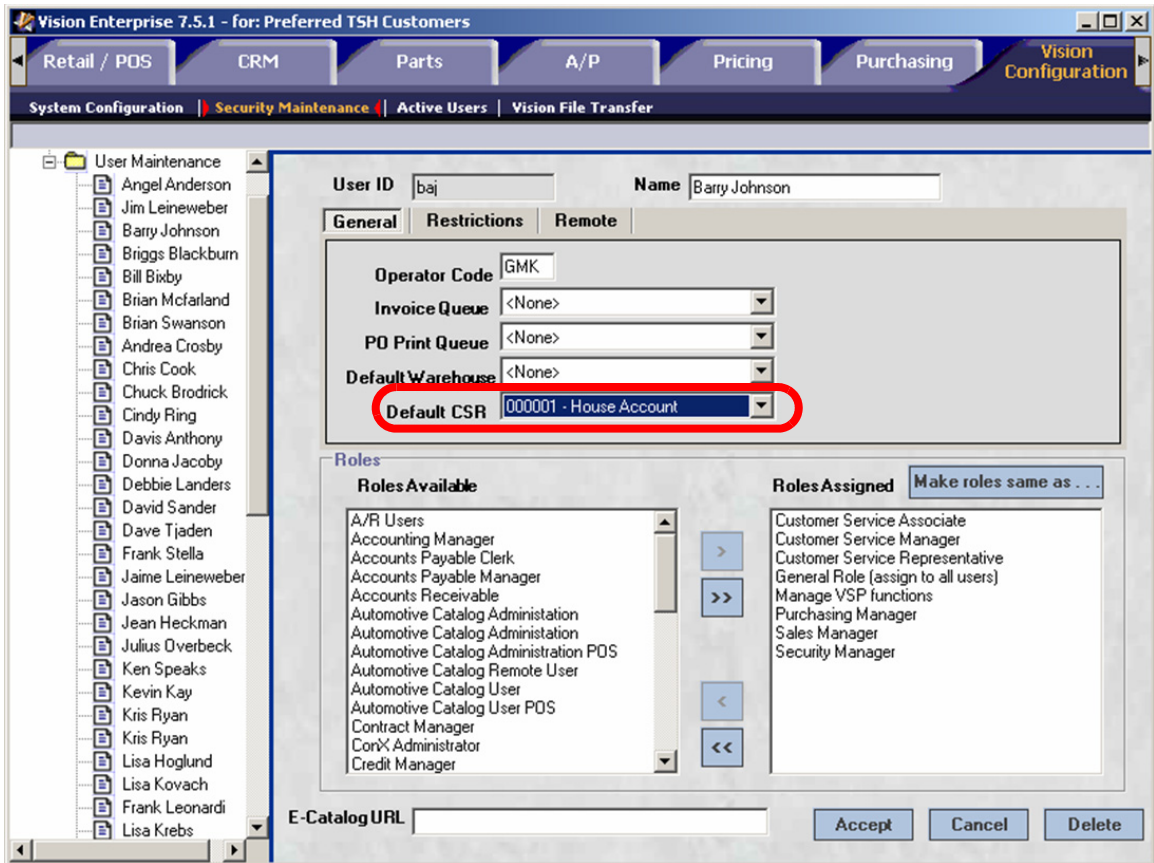 Vision Enterprise 7.5.1 - for: Preferred TSH Customers
Retail / POS
CRM
Parts
A/P
Pricing
Purchasing
Vision
Configuration
System Configuration | Security Maintenance | Active Users | Vision File Transfer
User Maintenance
Angel Anderson
Jim Leineweber
Barry Johnson
Briggs Blackburn
Bill Bixby
Brian Mcfarland
Brian Swanson
Andrea Crosby
Chris Cook
Chuck Brodrick
Cindy Ring
Davis Anthony
Donna Jacoby
Debbie Landers
David Sander
Dave Tjaden
Frank Stella
Jaime Leineweber
Jason Gibbs
Jean Heckman
Julius Overbeck
Ken Speaks
Kevin Kay
Kris Ryan
Kris Ryan
Lisa Hoglund
Lisa Kovach
Frank Leonardi
Lisa Krebs
User ID baj
Name Barry Johnson
General
Restrictions
Remote
Operator Code GMK
Invoice Queue <None>
PO Print Queue <None>
Default Warehouse <None>
Default CSR 000001 - House Account
Roles
Roles Available
A/R Users
Accounting Manager
Accounts Payable Clerk
Accounts Payable Manager
Accounts Receivable
Automotive Catalog Administation
Automotive Catalog Administation
Automotive Catalog Administration POS
Automotive Catalog Remote User
Automotive Catalog User
Automotive Catalog User POS
Contract Manager
ConX Administrator
Credit Manager
>
>>
<
<<
Roles Assigned
Make roles same as . . .
Customer Service Associate
Customer Service Manager
Customer Service Representative
General Role (assign to all users)
Manage VSP functions
Purchasing Manager
Sales Manager
Security Manager
E-Catalog URL
Accept
Cancel
Delete